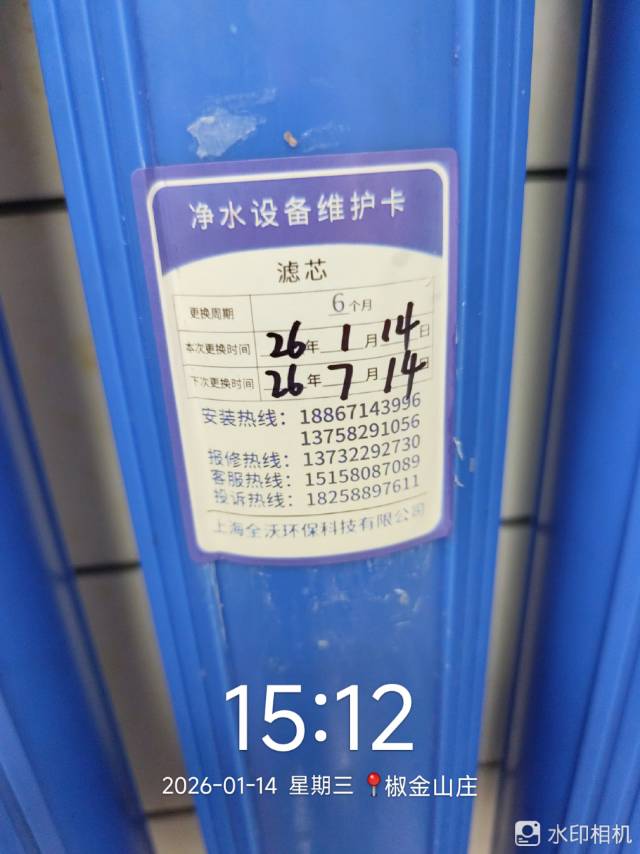 净水设备维护卡
滤芯
更换周期 6个月
本次更换时间 26年1月14日
下次更换时间 26年7月14日
安装热线：18867143996
13758291056
报修热线：13732292730
客服热线：15158087089
投诉热线：18258897611
上海全沃环保科技有限公司
15:12
2026-01-14 星期三 椒金山庄
水印相机